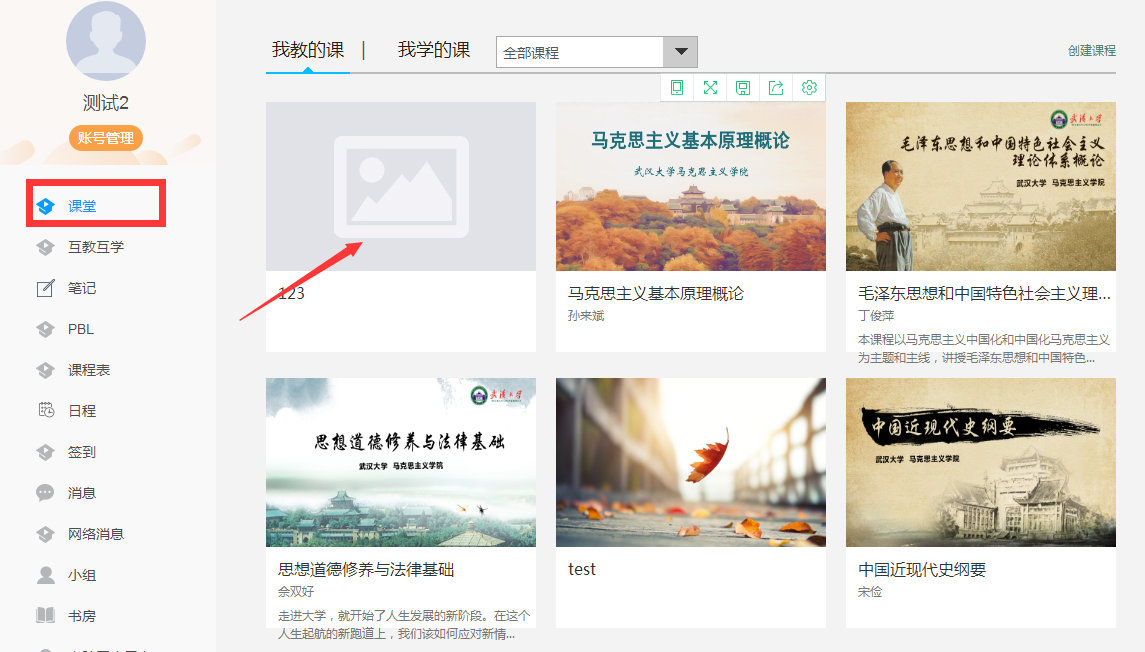 测试2
账号管理
课堂
互教互学
笔记
PBL
课程表
日程
签到
消息
网络消息
小组
书房
我教的课 | 我学的课
全部课程
创建课程
123
马克思主义基本原理概论
武汉大学马克思主义学院
马克思主义基本原理概论
孙来斌
武汉大学
毛泽东思想和中国特色社会主义
理论体系概论
武汉大学 马克思主义学院
毛泽东思想和中国特色社会主义理...
丁俊萍
本课程以马克思主义中国化和中国化马克思主义
为主题和主线，讲授毛泽东思想和中国特色...
武汉大学
思想道德修养与法律基础
武汉大学 马克思主义学院
思想道德修养与法律基础
佘双好
走进大学，就开始了人生发展的新阶段。在这个
人生起航的新跑道上，我们该如何应对新情...
test
中国近现代史纲要
武汉大学 马克思主义学院
中国近现代史纲要
宋俭